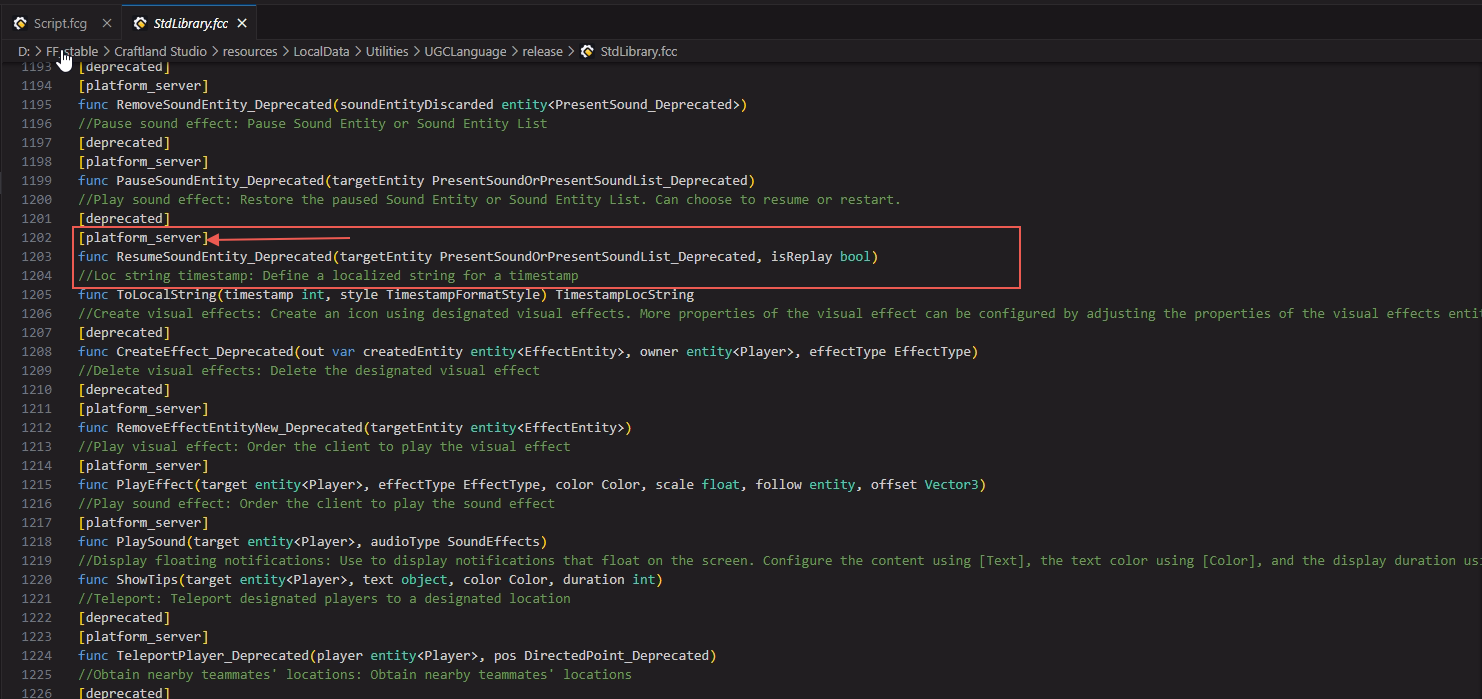 Script.fcg
StdLibrary.fcc
D: > FF_stable > Craftland Studio > resources > LocalData > Utilities > UGCLanguage > release > StdLibrary.fcc
1193 [deprecated]
1194 [platform_server]
1195 func RemoveSoundEntity_Deprecated(soundEntityDiscarded entity<PresentSound_Deprecated>)
1196 //Pause sound effect: Pause Sound Entity or Sound Entity List
1197 [deprecated]
1198 [platform_server]
1199 func PauseSoundEntity_Deprecated(targetEntity PresentSoundOrPresentSoundList_Deprecated)
1200 //Play sound effect: Restore the paused Sound Entity or Sound Entity List. Can choose to resume or restart.
1201 [deprecated]
1202 [platform_server]
1203 func ResumeSoundEntity_Deprecated(targetEntity PresentSoundOrPresentSoundList_Deprecated, isReplay bool)
1204 //Loc string timestamp: Define a localized string for a timestamp
1205 func ToLocalString(timestamp int, style TimestampFormatStyle) TimestampLocString
1206 //Create visual effects: Create an icon using designated visual effects. More properties of the visual effect can be configured by adjusting the properties of the visual effects enti
1207 [deprecated]
1208 func CreateEffect_Deprecated(out var createdEntity entity<EffectEntity>, owner entity<Player>, effectType EffectType)
1209 //Delete visual effects: Delete the designated visual effect
1210 [deprecated]
1211 [platform_server]
1212 func RemoveEffectEntityNew_Deprecated(targetEntity entity<EffectEntity>)
1213 //Play visual effect: Order the client to play the visual effect
1214 [platform_server]
1215 func PlayEffect(target entity<Player>, effectType EffectType, color Color, scale float, follow entity, offset Vector3)
1216 //Play sound effect: Order the client to play the sound effect
1217 [platform_server]
1218 func PlaySound(target entity<Player>, audioType SoundEffects)
1219 //Display floating notifications: Use to display notifications that float on the screen. Configure the content using [Text], the text color using [Color], and the display duration usi
1220 func ShowTips(target entity<Player>, text object, color Color, duration int)
1221 //Teleport: Teleport designated players to a designated location
1222 [deprecated]
1223 [platform_server]
1224 func TeleportPlayer_Deprecated(player entity<Player>, pos DirectedPoint_Deprecated)
1225 //Obtain nearby teammates' locations: Obtain nearby teammates' locations
1226 [deprecated]